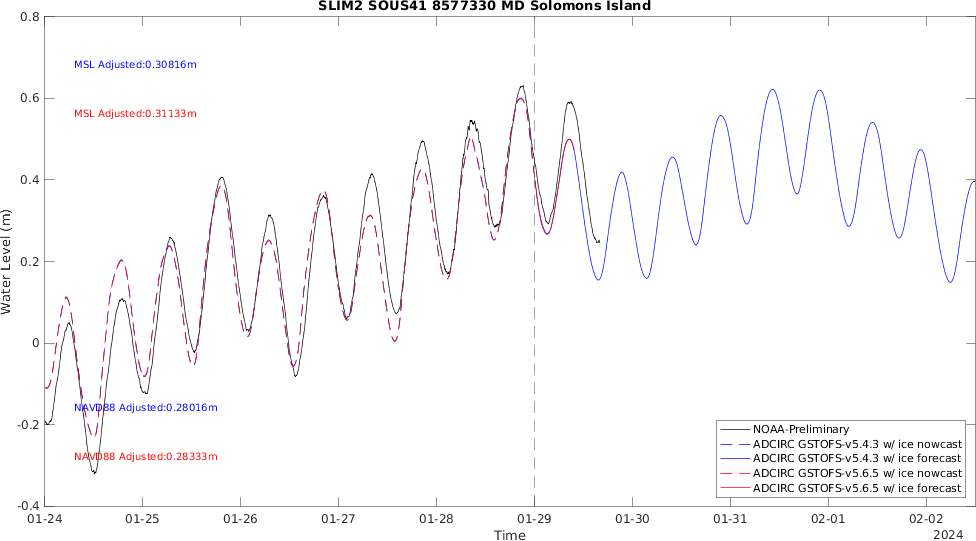 SLIM2 SOUS41 8577330 MD Solomons Island
0.8
MSL Adjusted:0.30816m
0.6
MSL Adjusted:0.31133m
0.4
Water Level (m)
0.2
0
NAVD88 Adjusted:0.28016m
-0.2
NAVD88 Adjusted:0.28333m
-0.4
NOAA-Preliminary
ADCIRC GSTOFS-v5.4.3 w/ ice nowcast
ADCIRC GSTOFS-v5.4.3 w/ ice forecast
ADCIRC GSTOFS-v5.6.5 w/ ice nowcast
ADCIRC GSTOFS-v5.6.5 w/ ice forecast
01-24 01-25 01-26 01-27 01-28 01-29 01-30 01-31 02-01 02-02
Time
2024